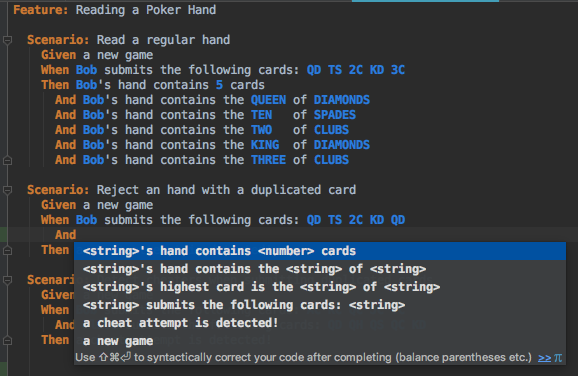 Feature: Reading a Poker Hand
Scenario: Read a regular hand
Given a new game
When Bob submits the following cards: QD TS 2C KD 3C
Then Bob's hand contains 5 cards
And Bob's hand contains the QUEEN of DIAMONDS
And Bob's hand contains the TEN of SPADES
And Bob's hand contains the TWO of CLUBS
And Bob's hand contains the KING of DIAMONDS
And Bob's hand contains the THREE of CLUBS
Scenario: Reject an hand with a duplicated card
Given a new game
When Bob submits the following cards: QD TS 2C KD QD
And
Then
<string>'s hand contains <number> cards
<string>'s hand contains the <string> of <string>
Scenari
<string>'s highest card is the <string> of <string>
Given
<string> submits the following cards: <string>
When
a cheat attempt is detected!
And
a new game
Then
Use ⇧⌘⏎ to syntactically correct your code after completing (balance parentheses etc.) >> π